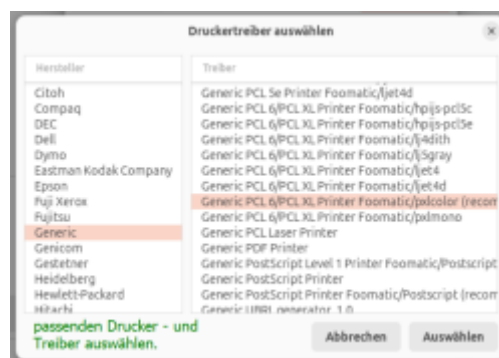 Druckertreiber auswählen
Hersteller
Treiber
Citoh
Compaq
DEC
Dell
Dymo
Eastman Kodak Company
Epson
Fuji Xerox
Fujitsu
Generic
Genicom
Gestetner
Heidelberg
Hewlett-Packard
Hitachi
Generic PCL 5e Printer Foomatic/ljet4d
Generic PCL 6/PCL XL Printer Foomatic/hpijs-pcl5c
Generic PCL 6/PCL XL Printer Foomatic/hpijs-pcl5e
Generic PCL 6/PCL XL Printer Foomatic/lj4dith
Generic PCL 6/PCL XL Printer Foomatic/lj5gray
Generic PCL 6/PCL XL Printer Foomatic/ljet4
Generic PCL 6/PCL XL Printer Foomatic/ljet4d
Generic PCL 6/PCL XL Printer Foomatic/pxlcolor (recom
Generic PCL 6/PCL XL Printer Foomatic/pxlmono
Generic PCL Laser Printer
Generic PDF Printer
Generic PostScript Level 1 Printer Foomatic/Postscript
Generic PostScript Printer
Generic PostScript Printer Foomatic/Postscript (recom
Generic URRI generator, 1.0
passenden Drucker - und
Treiber auswählen.
Abbrechen
Auswählen